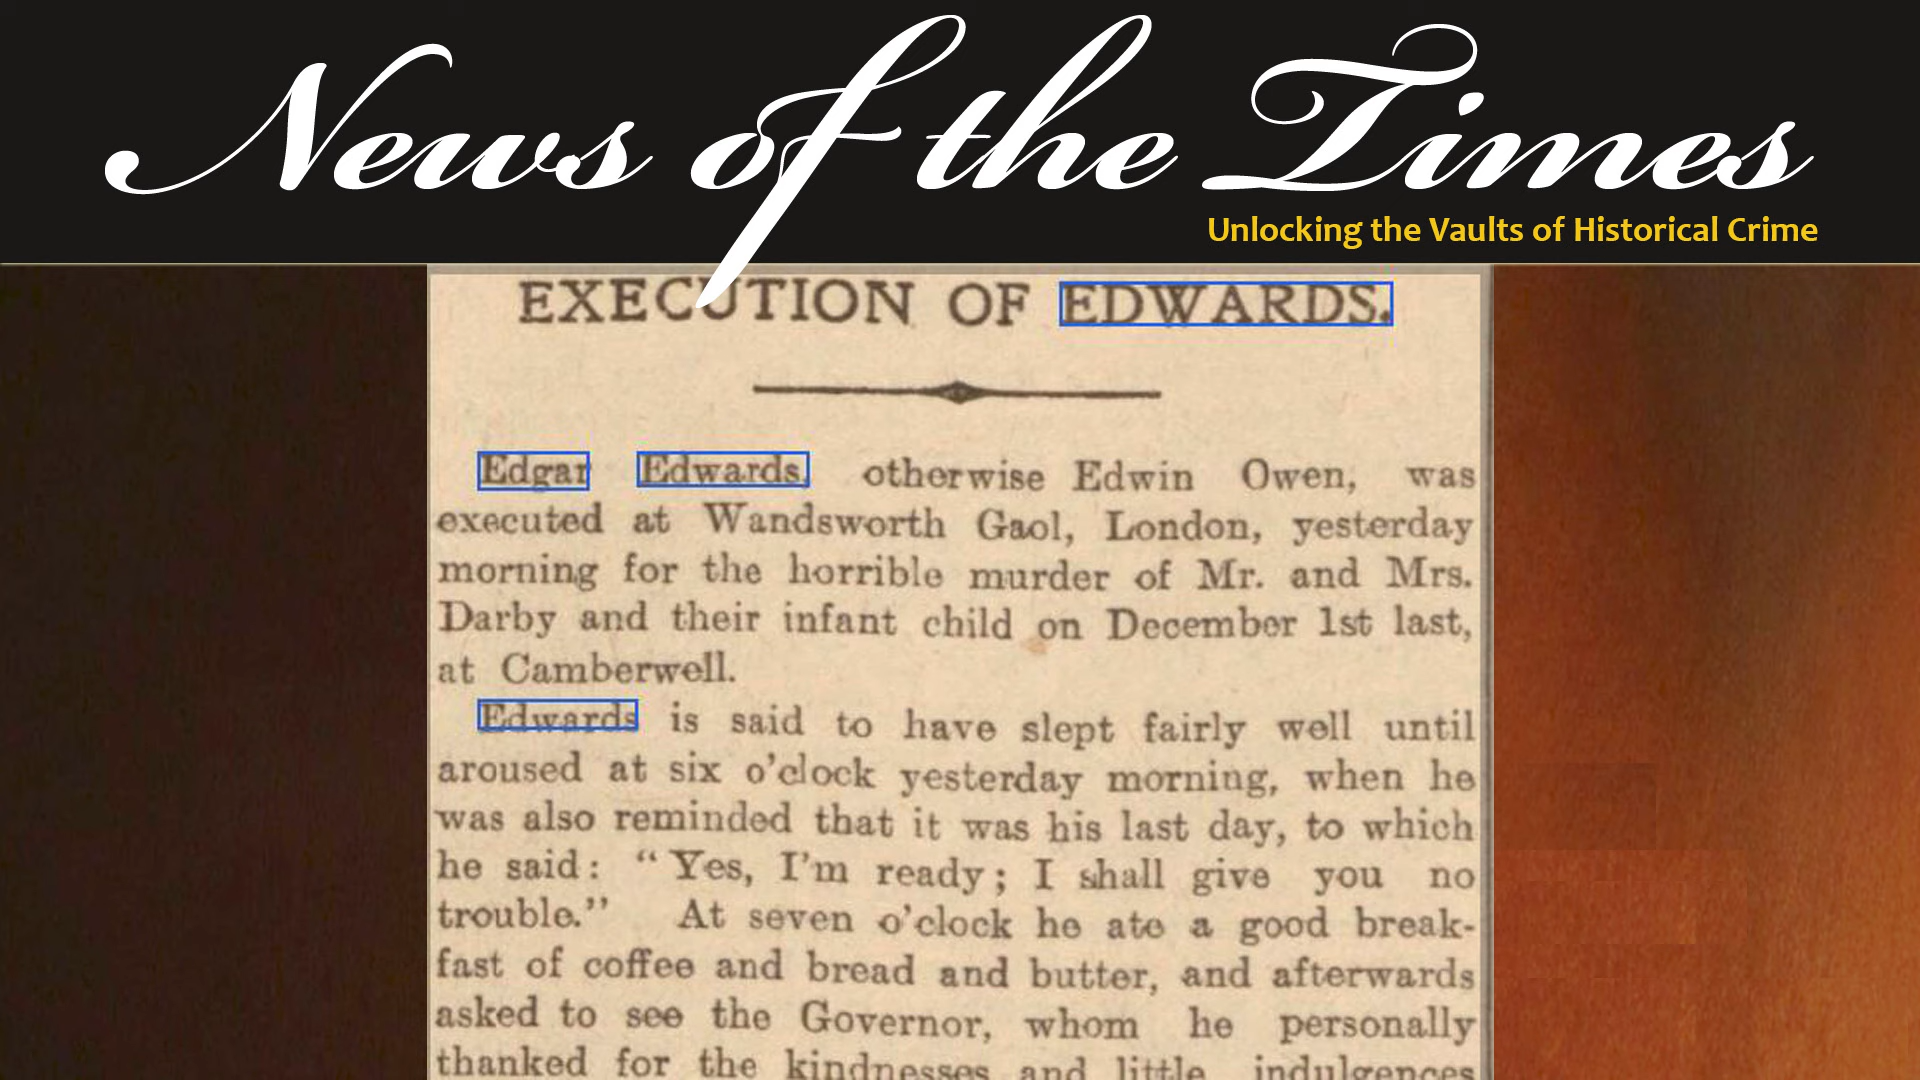 News of the Times
Unlocking the Vaults of Historical Crime
EXECUTION OF EDWARDS.
Edgar Edwards, otherwise Edwin Owen, was
executed at Wandsworth Gaol, London, yesterday
morning for the horrible murder of Mr. and Mrs.
Darby and their infant child on December 1st last,
at Camberwell.
Edwards is said to have slept fairly well until
aroused at six o'clock yesterday morning, when he
was also reminded that it was his last day, to which
he said: “Yes, I'm ready; I shall give you no
trouble.” At seven o'clock he ate a good break-
fast of coffee and bread and butter, and afterwards
asked to see the Governor, whom he personally
thanked for the kindnesses and little indulgences